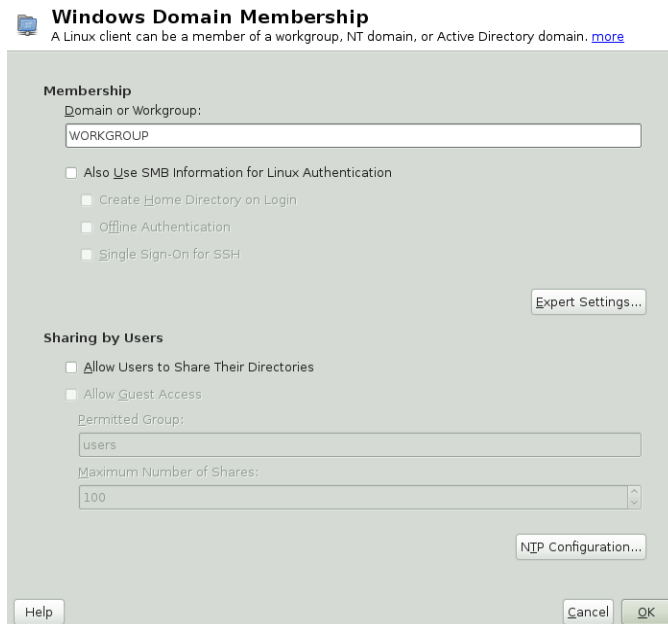 Windows Domain Membership
A Linux client can be a member of a workgroup, NT domain, or Active Directory domain. more
Membership
Domain or Workgroup:
WORKGROUP
Also Use SMB Information for Linux Authentication
Create Home Directory on Login
Offline Authentication
Single Sign-On for SSH
Expert Settings...
Sharing by Users
Allow Users to Share Their Directories
Allow Guest Access
Permitted Group:
users
Maximum Number of Shares:
100
NTP Configuration...
Help
Cancel
OK